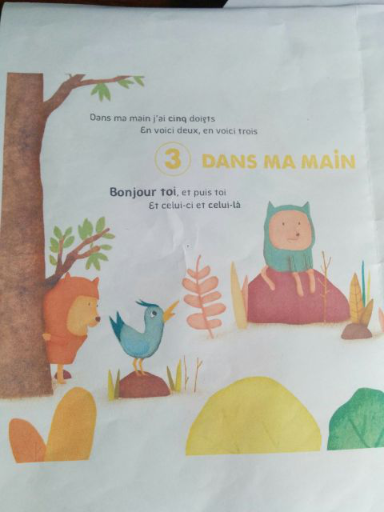 Dans ma main j'ai cinq doigts
En voici deux, en voici trois
3 DANS MA MAIN
Bonjour toi, et puis toi
Et celui-ci et celui-là